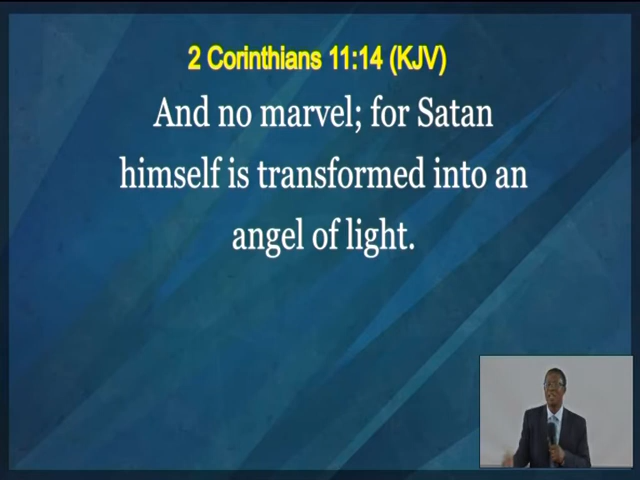 2 Corinthians 11:14 (KJV)
And no marvel; for Satan
himself is transformed into an
angel of light.